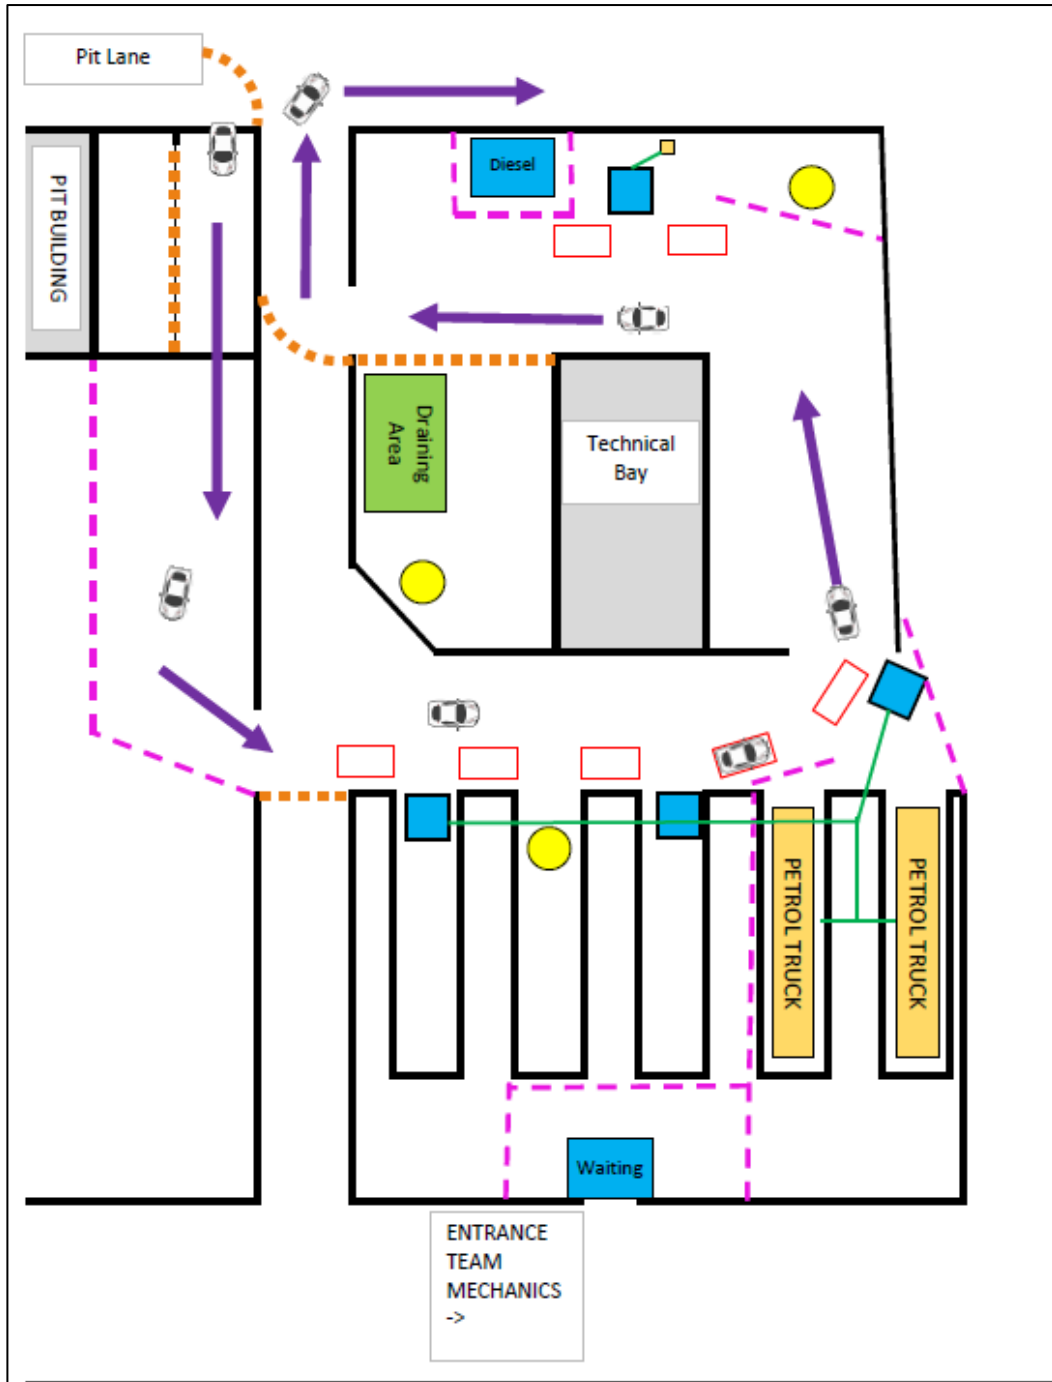 Pit Lane
Diesel
PIT BUILDING
Draining
Area
Technical
Bay
PETROL TRUCK
PETROL TRUCK
Waiting
ENTRANCE
TEAM
MECHANICS
->